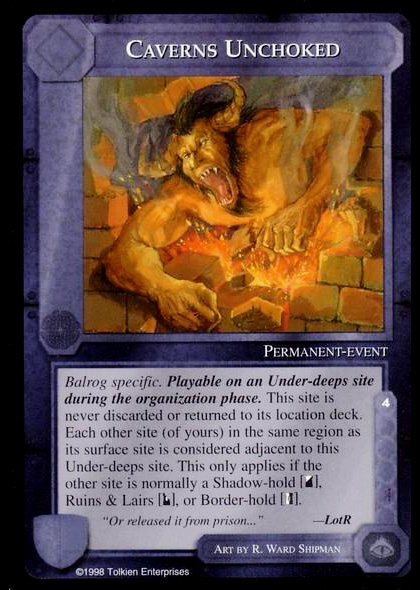 CAVERNS UNCHOKED
PERMANENT-EVENT
Balrog specific. Playable on an Under-deeps site
during the organization phase. This site is
never discarded or returned to its location deck.
Each other site (of yours) in the same region as
its surface site is considered adjacent to this
Under-deeps site. This only applies if the
other site is normally a Shadow-hold [],
Ruins & Lairs [], or Border-hold [].
4
"Or released it from prison..." —LotR
ART BY R. WARD SHIPMAN
©1998 Tolkien Enterprises